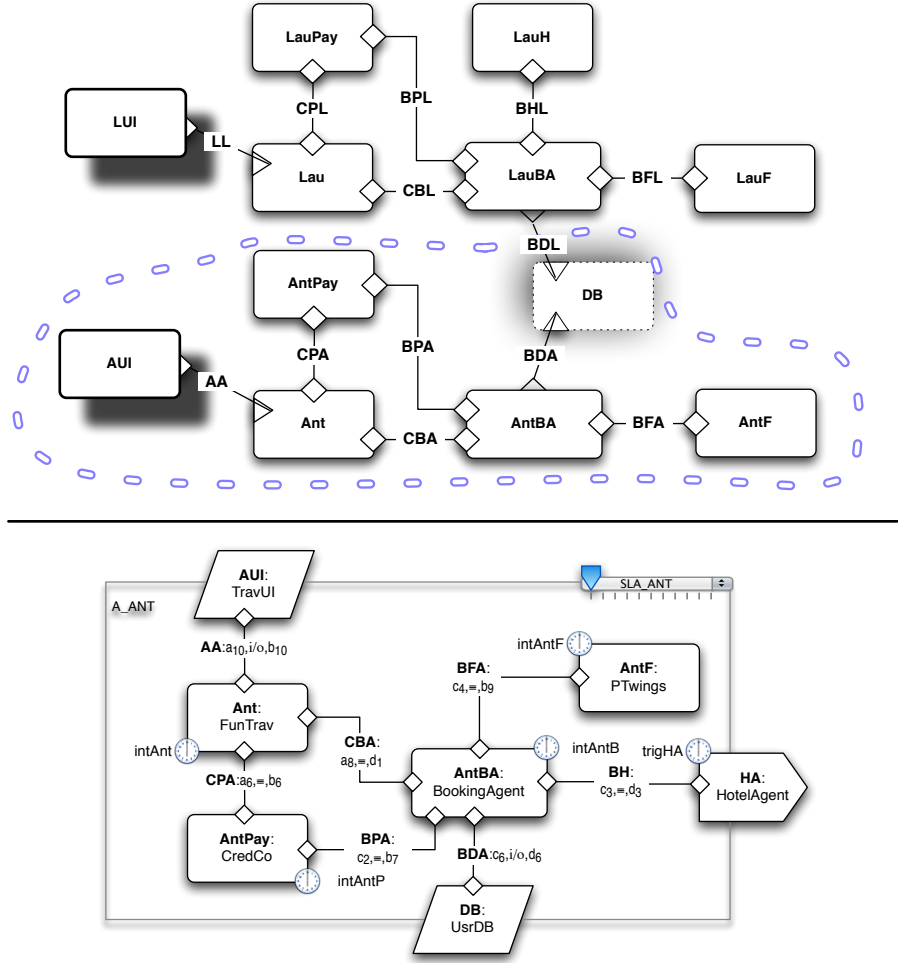 LauPay
LauH
CPL
BPL
BHL
LUI
LL
Lau
CBL
LauBA
BFL
LauF
BDL
AntPay
DB
CPA
BPA
BDA
AUI
AA
Ant
CBA
AntBA
BFA
AntF
AUI:
TravUI
SLA_ANT
A_ANT
AA:a10,i/o,b10
intAntF
BFA:
c4,≡,b9
AntF:
PTwings
Ant:
FunTrav
intAnt
CBA:
a8,≡,d1
intAntB
trigHA
CPA:a6,≡,b6
AntBA:
BookingAgent
BH:
c3,≡,d3
HA:
HotelAgent
AntPay:
CredCo
BPA:
c2,≡,b7
BDA:c6,i/o,d6
intAntP
DB:
UsrDB